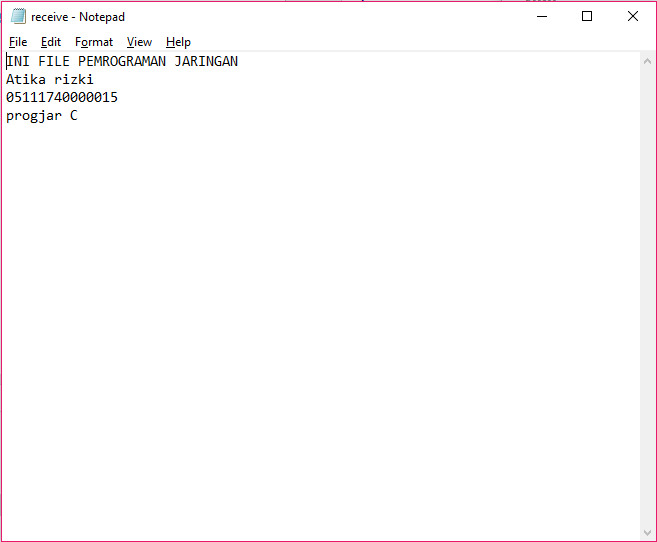 receive - Notepad
File Edit Format View Help
INI FILE PEMROGRAMAN JARINGAN
Atika rizki
05111740000015
progjar C